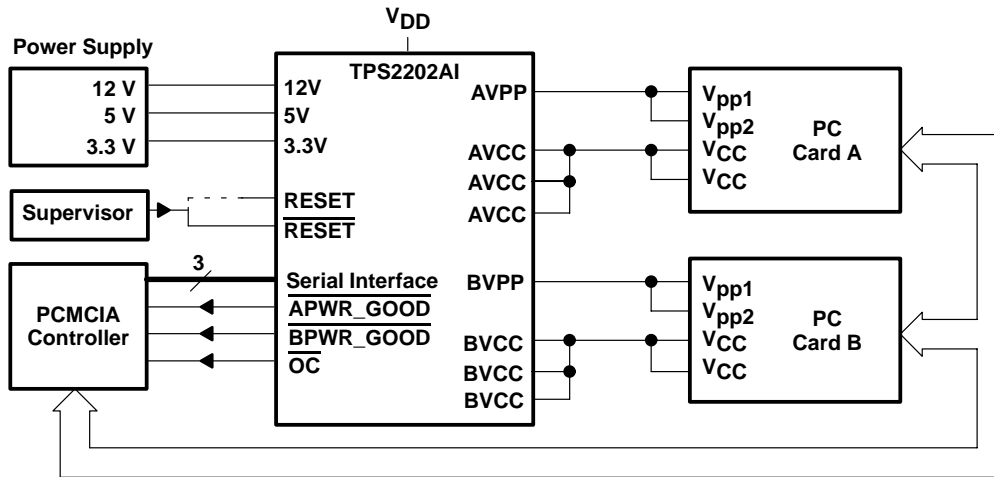 VDD
Power Supply
12 V
5 V
3.3 V
TPS2202AI
12V
5V
3.3V
AVPP
AVCC
AVCC
AVCC
Vpp1
Vpp2
VCC
VCC
PC
Card A
Supervisor
RESET
RESET
3
PCMCIA
Controller
Serial Interface
APWR_GOOD
BPWR_GOOD
OC
BVPP
BVCC
BVCC
BVCC
Vpp1
Vpp2
VCC
VCC
PC
Card B